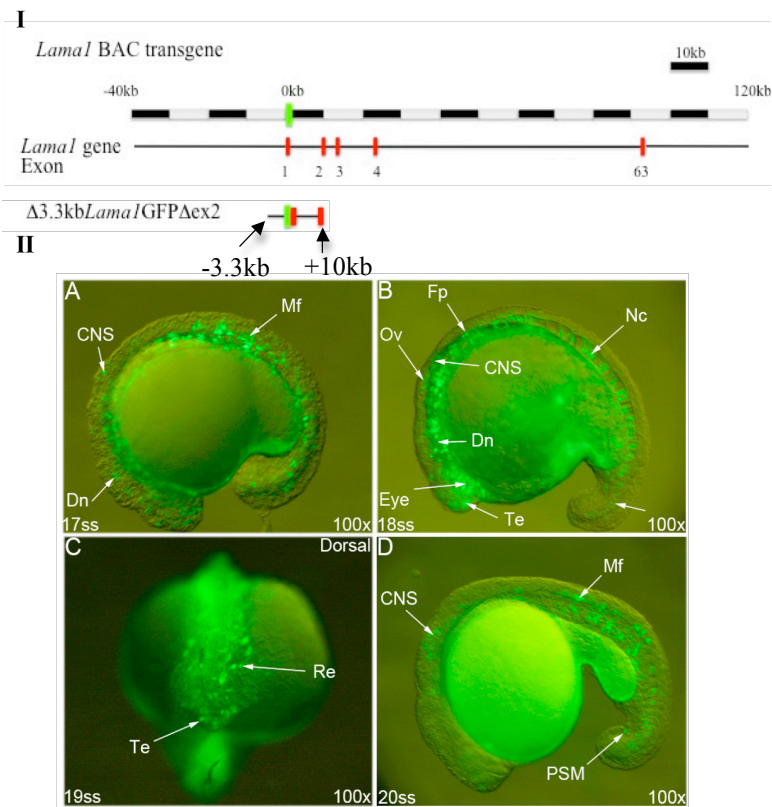 I
Lama1 BAC transgene
10kb
-40kb 0kb 120kb
Lama1 gene
Exon
1 2 3 4 63
Δ3.3kbLama1GFPΔex2
II
-3.3kb +10kb
A
Mf
CNS
Dn
17ss 100x
B
Fp
Nc
Ov
CNS
Dn
Eye
Te
18ss 100x
C
Dorsal
Re
Te
19ss 100x
D
Mf
CNS
PSM
20ss 100x